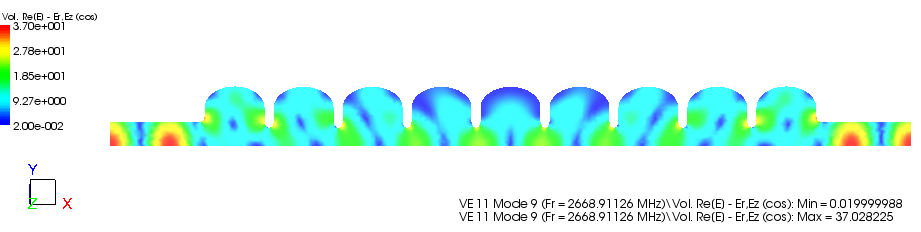 Vol. Re(E) - Er,Ez (cos)
3.70e+001
2.78e+001
1.85e+001
9.27e+000
2.00e-002
Y
Z
X
VE 11 Mode 9 (Fr = 2668.91126 MHz)\Vol. Re(E) - Er,Ez (cos): Min = 0.019999988
VE 11 Mode 9 (Fr = 2668.91126 MHz)\Vol. Re(E) - Er,Ez (cos): Max = 37.028225